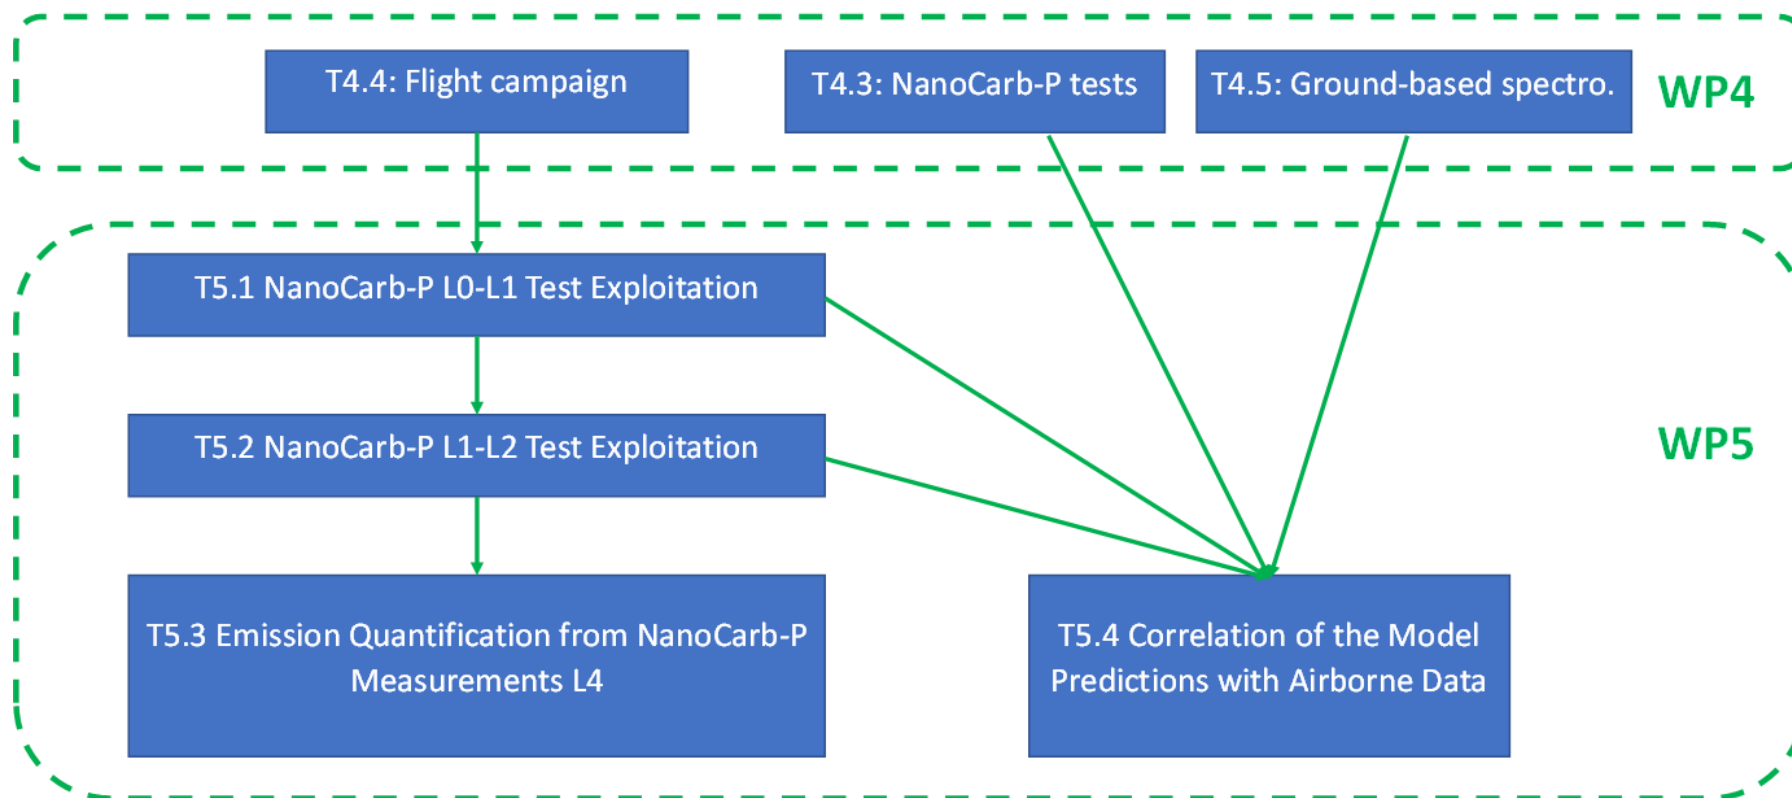 T4.4: Flight campaign
T4.3: NanoCarb-P tests
T4.5: Ground-based spectro.
WP4
T5.1 NanoCarb-P L0-L1 Test Exploitation
T5.2 NanoCarb-P L1-L2 Test Exploitation
WP5
T5.3 Emission Quantification from NanoCarb-P
Measurements L4
T5.4 Correlation of the Model
Predictions with Airborne Data